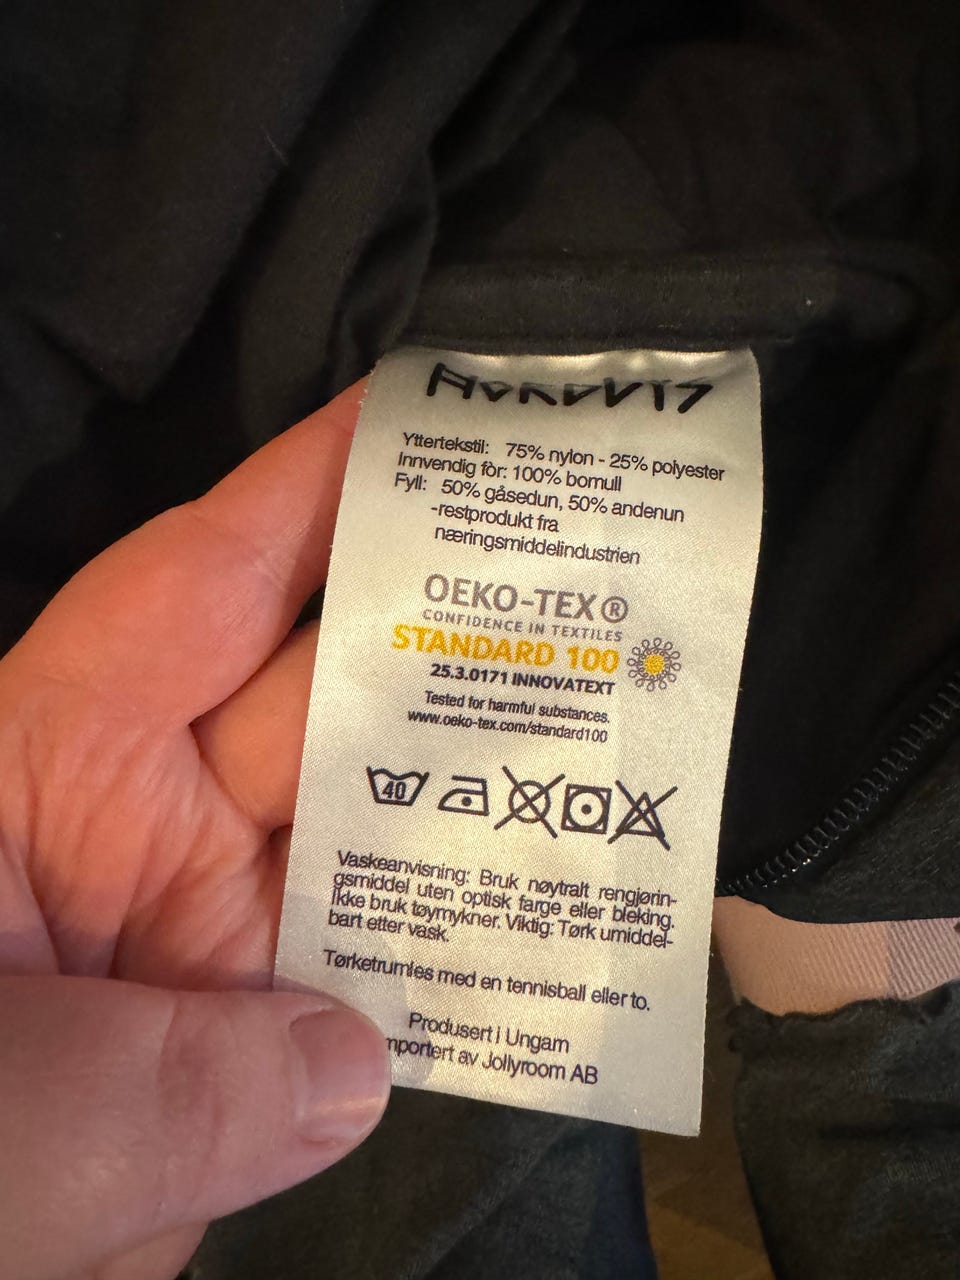 Yttertekstil: 75% nylon - 25% polyester
Innvendig fòr: 100% bomull
Fyll: 50% gåsedun, 50% andenun
-restprodukt fra
næringsmiddelindustrien
OEKO-TEX®
CONFIDENCE IN TEXTILES
STANDARD 100
25.3.0171 INNOVATEXT
Tested for harmful substances.
www.oeko-tex.com/standard100
40
Vaskeanvisning: Bruk nøytralt rengjørin-
gsmiddel uten optisk farge eller bleking.
Ikke bruk tøymykner. Viktig: Tørk umiddel-
bart etter vask.
Tørketrumles med en tennisball eller to.
Produsert i Ungarn
mportert av Jollyroom AB